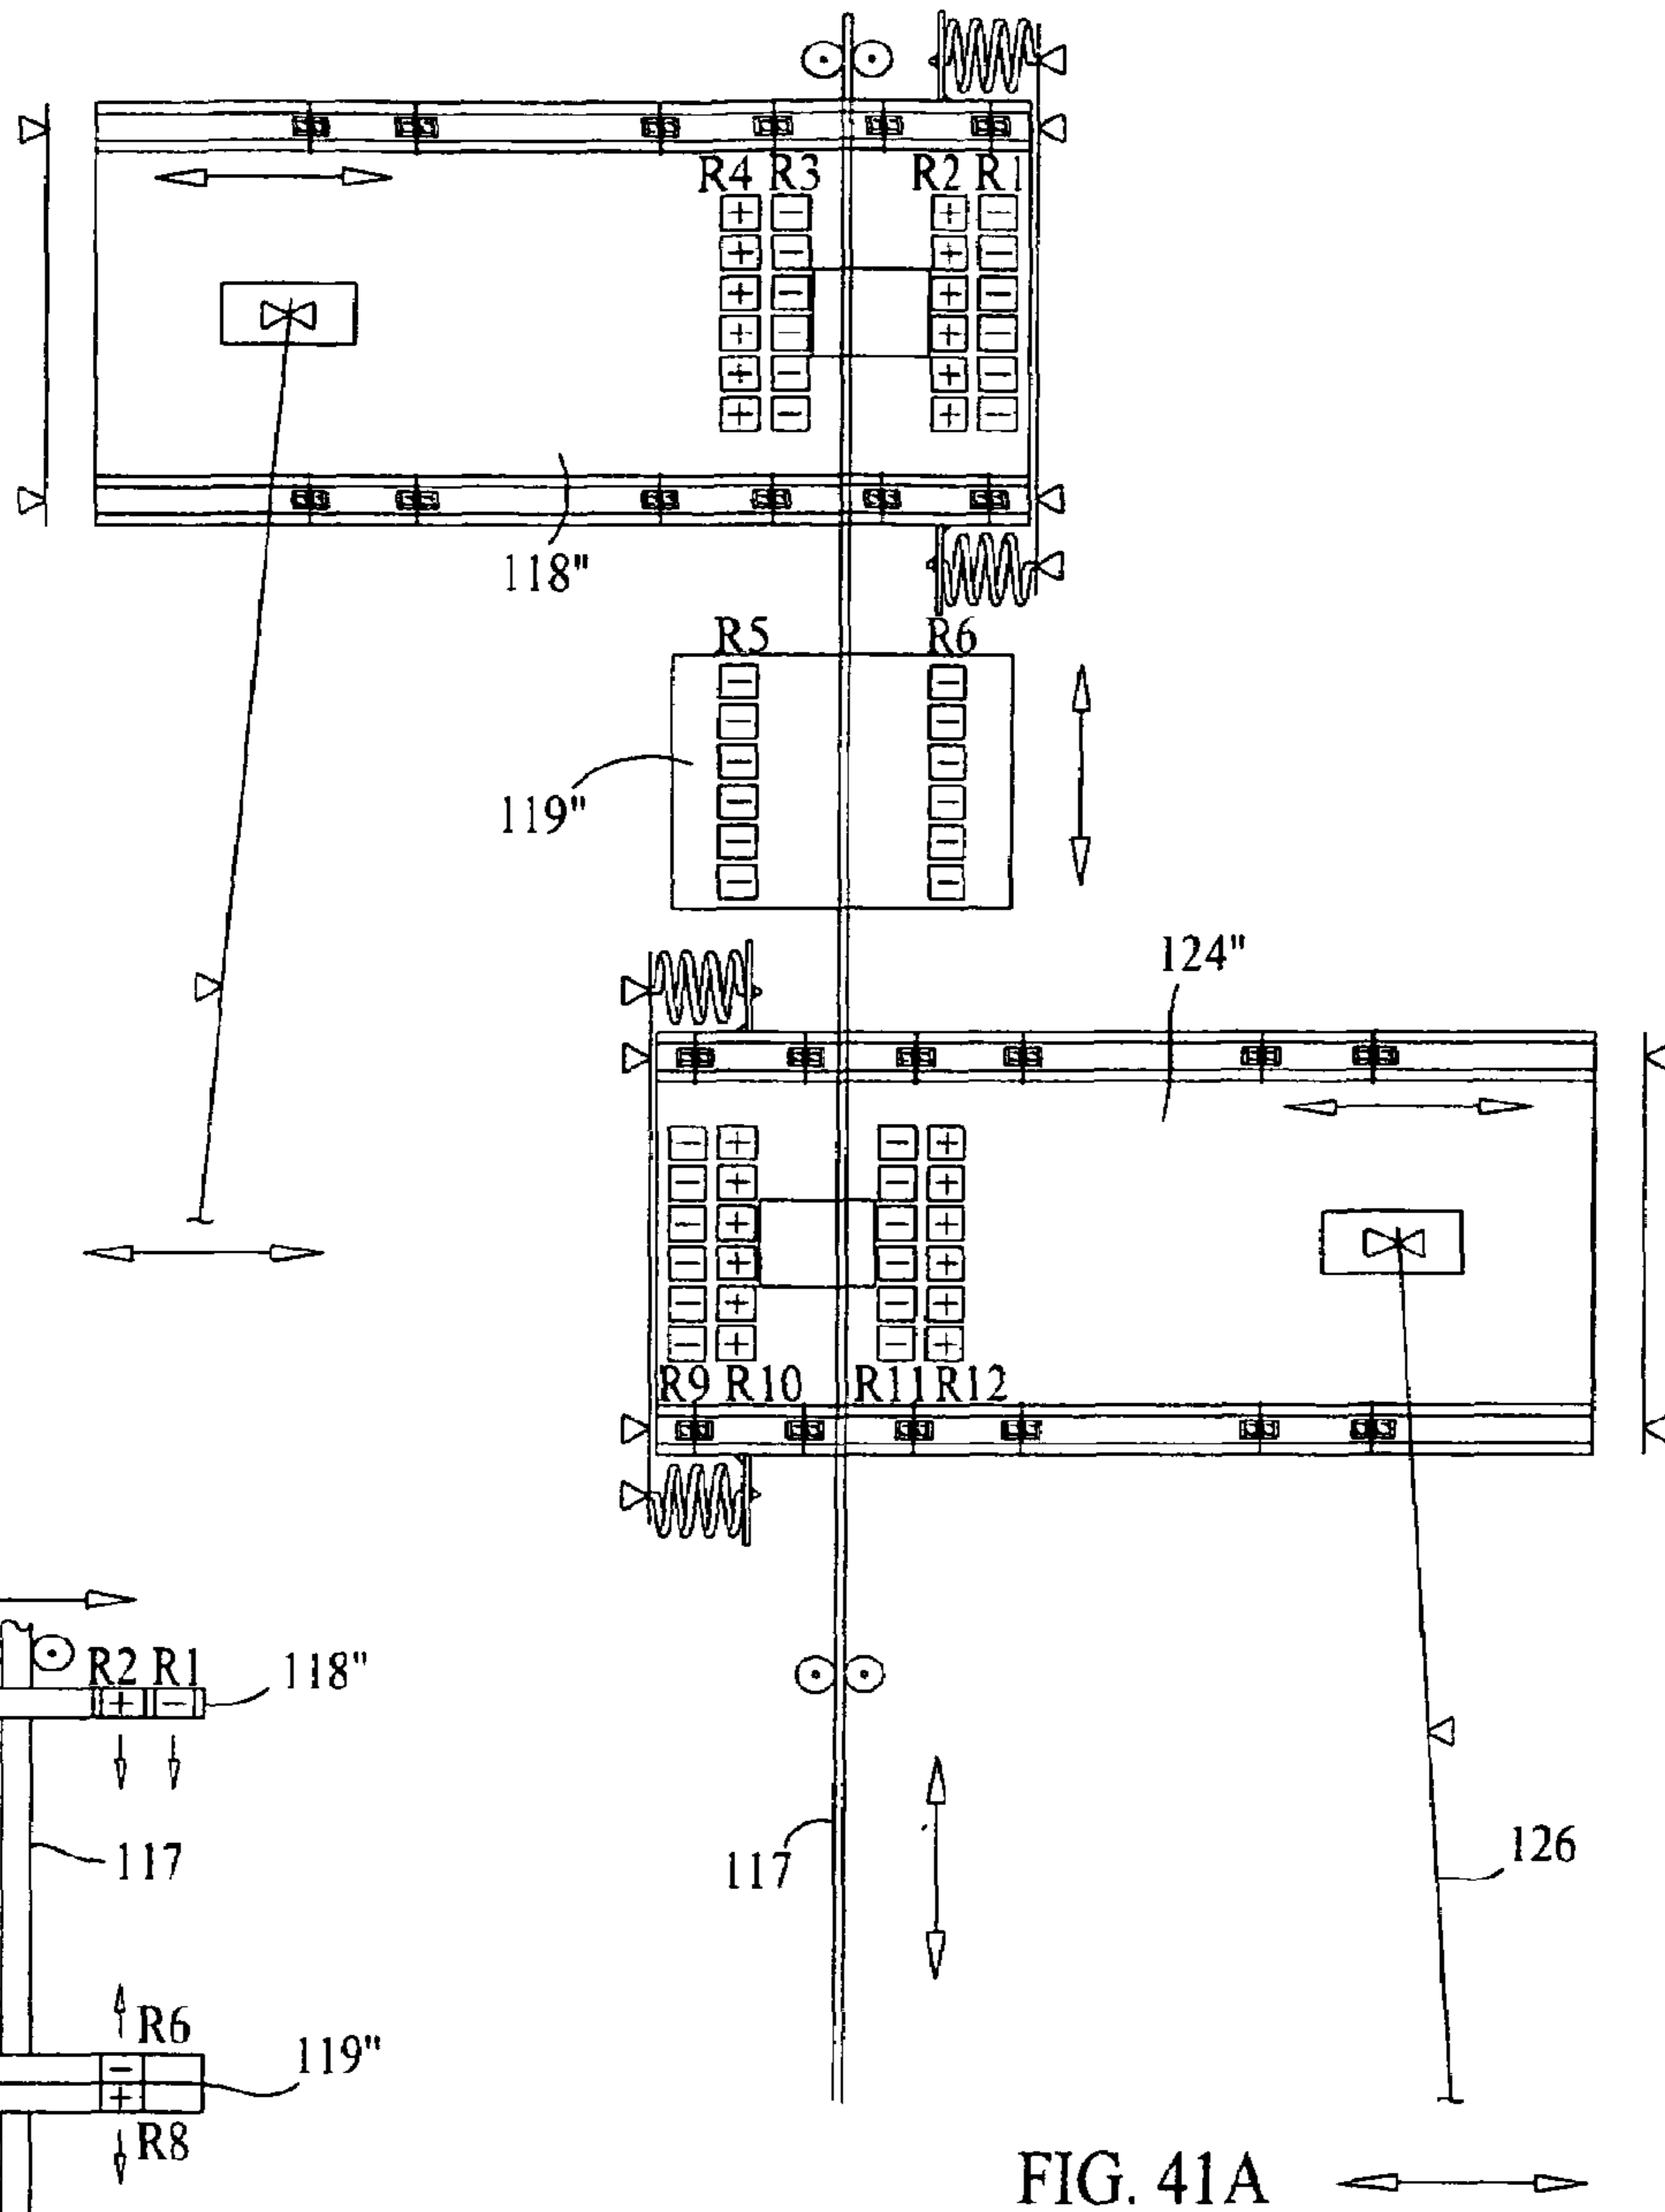 R4 R3 R2 R1
+ − + −
+ − + −
+ − + −
+ − + −
+ − + −
+ − + −
118"
R5 R6
− −
− −
− −
− −
− −
− −
119"
124"
− + − +
− + − +
− + − +
− + − +
− + − +
− + − +
R9 R10 R11 R12
R2 R1
+ −
118"
117
117
126
R6
−
+
119"
R8
FIG. 41A